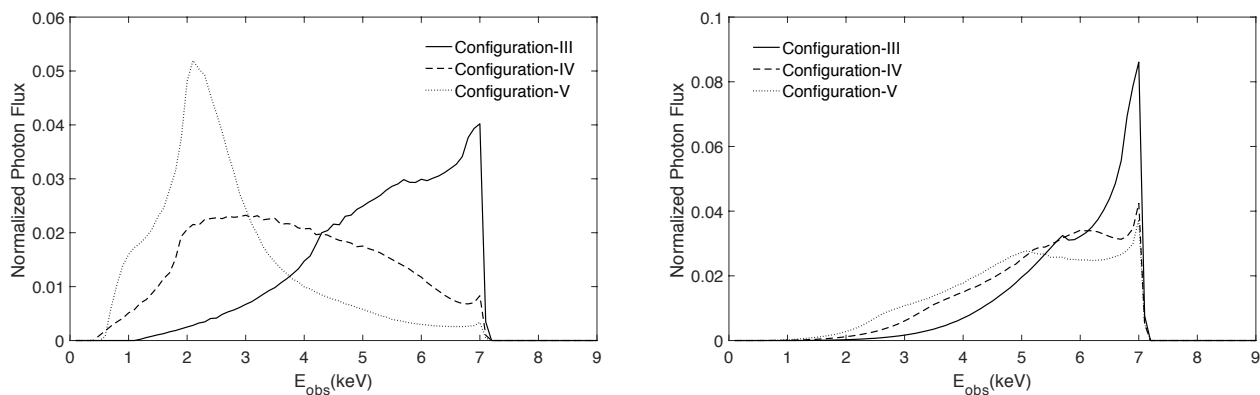 0.06
0.05
0.04
0.03
0.02
0.01
0
Normalized Photon Flux
Configuration-III
Configuration-IV
Configuration-V
0 1 2 3 4 5 6 7 8 9
E_obs(keV)
0.1
0.08
0.06
0.04
0.02
0
Normalized Photon Flux
Configuration-III
Configuration-IV
Configuration-V
0 1 2 3 4 5 6 7 8 9
E_obs(keV)